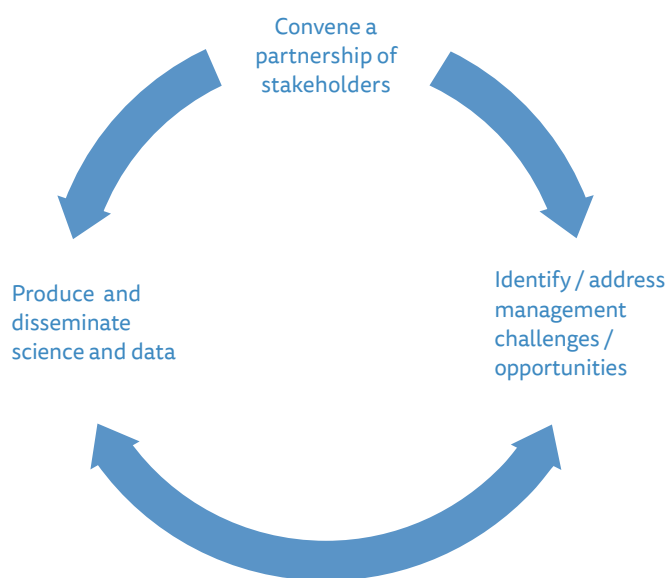 Convene a
partnership of
stakeholders
Produce and
disseminate
science and data
Identify / address
management
challenges /
opportunities